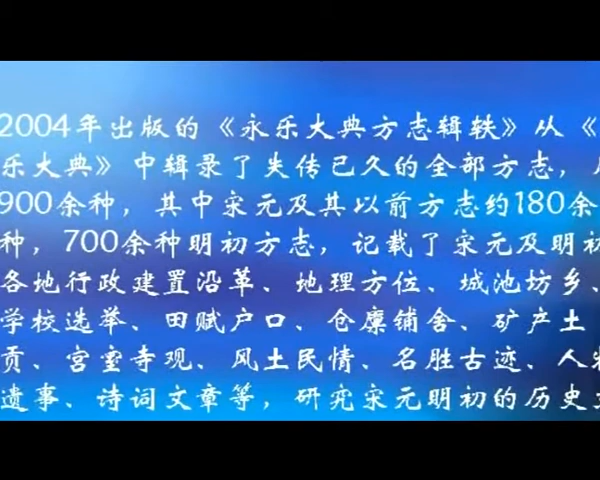 2004年出版的《永乐大典方志辑轶》从《
乐大典》中辑录了失传已久的全部方志，
900余种，其中宋元及其以前方志约180余
种，700余种明初方志，记载了宋元及明初
各地行政建置沿革、地理方位、城池坊乡、
学校选举、田赋户口、仓廪铺舍、矿产土
贡、宫室寺观、风土民情、名胜古迹、人
遗事、诗词文章等，研究宋元明初的历史